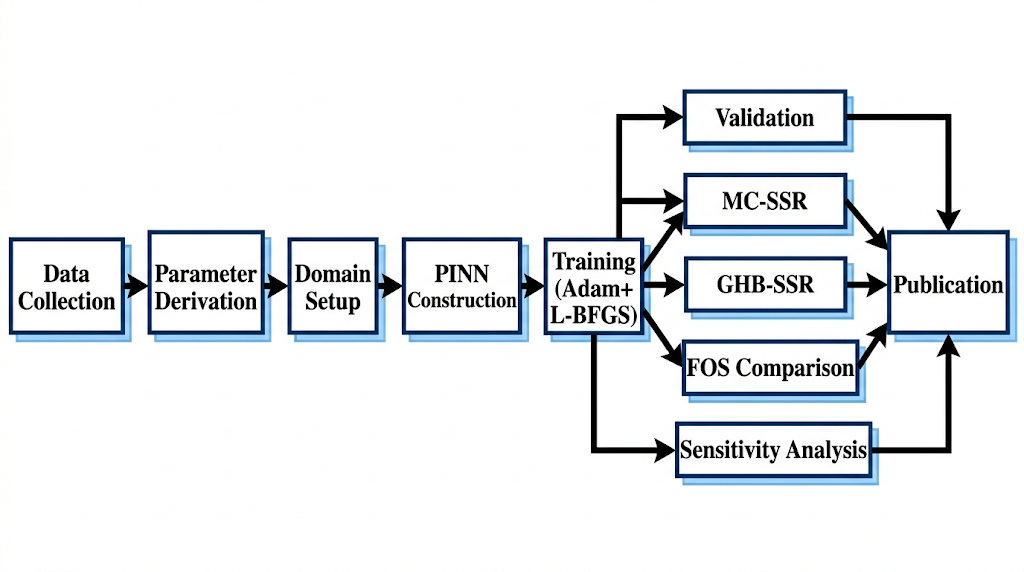 Data
Collection
Parameter
Derivation
Domain
Setup
PINN
Construction
Training
(Adam+
L-BFGS)
Validation
MC-SSR
GHB-SSR
FOS Comparison
Sensitivity Analysis
Publication